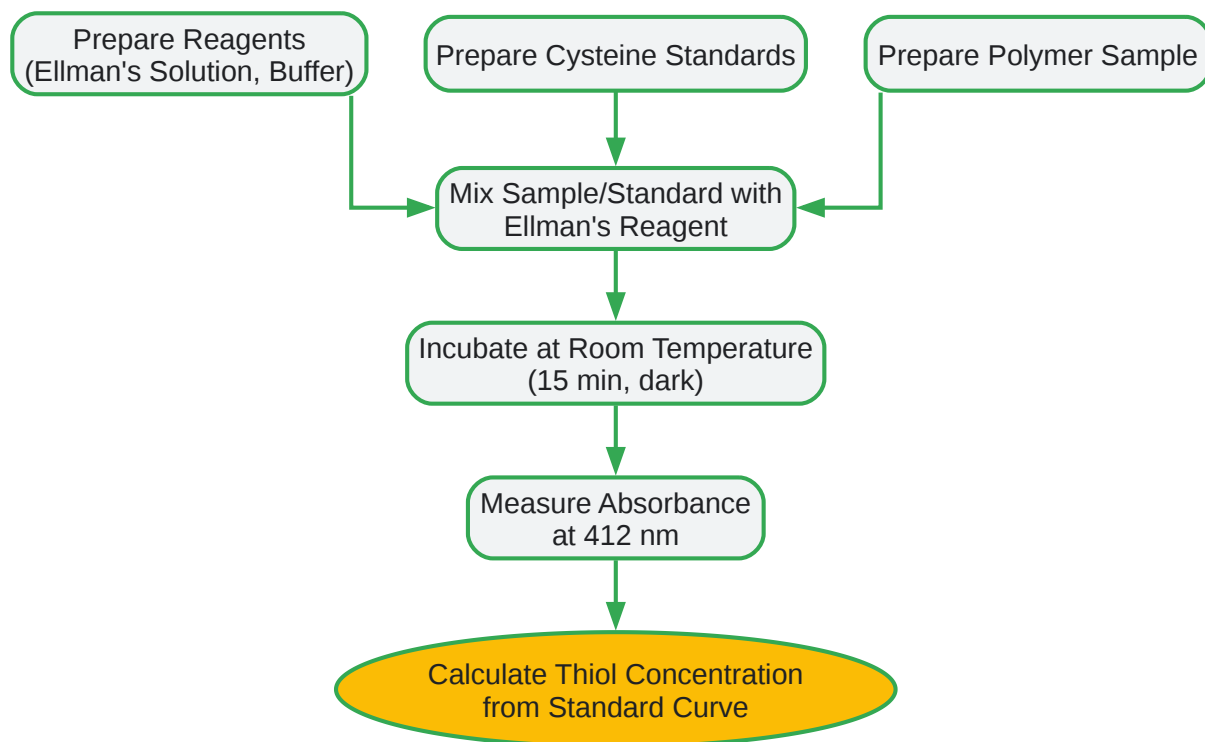 Prepare Reagents
(Ellman's Solution, Buffer)
Prepare Cysteine Standards
Prepare Polymer Sample
Mix Sample/Standard with
Ellman's Reagent
Incubate at Room Temperature
(15 min, dark)
Measure Absorbance
at 412 nm
Calculate Thiol Concentration
from Standard Curve